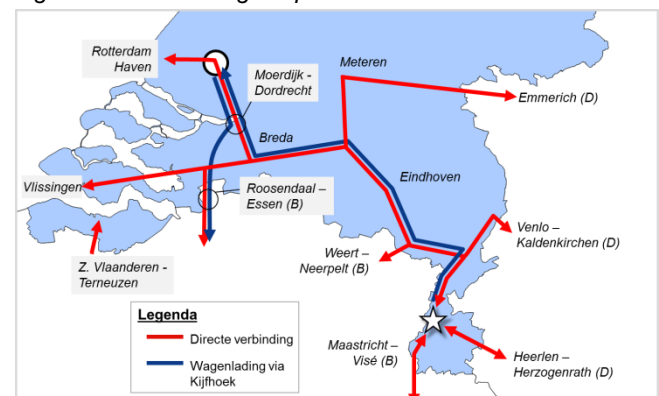 Rotterdam
Haven
Moerdijk -
Dordrecht
Meteren
Emmerich (D)
Breda
Eindhoven
Vlissingen
Roosendaal –
Essen (B)
Venlo –
Kaldenkirchen (D)
Weert –
Neerpelt (B)
Z. Vlaanderen -
Terneuzen
Legenda
Directe verbinding
Wagenlading via
Kijfhoek
Maastricht –
Visé (B)
Heerlen –
Herzogenrath (D)